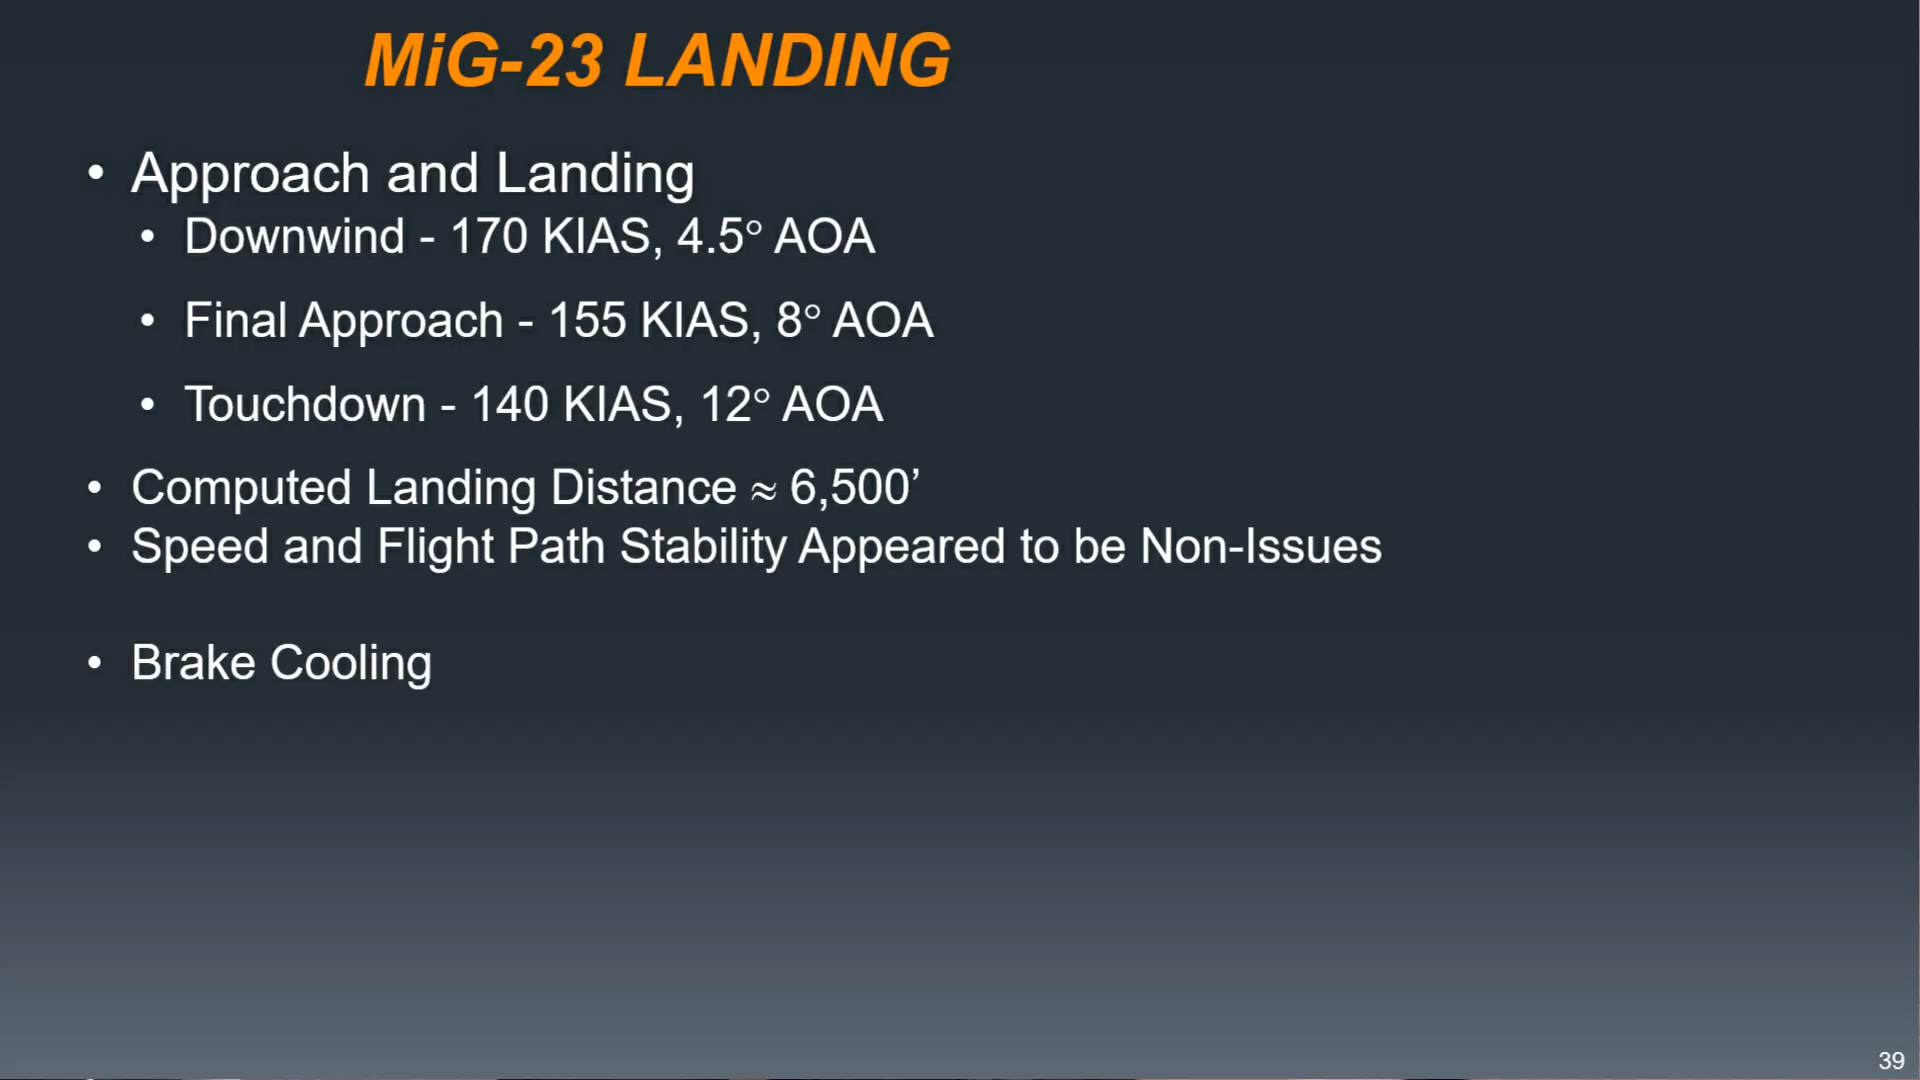 MiG-23 LANDING
• Approach and Landing
• Downwind - 170 KIAS, 4.5° AOA
• Final Approach - 155 KIAS, 8° AOA
• Touchdown - 140 KIAS, 12° AOA
• Computed Landing Distance ≈ 6,500’
• Speed and Flight Path Stability Appeared to be Non-Issues
• Brake Cooling
39